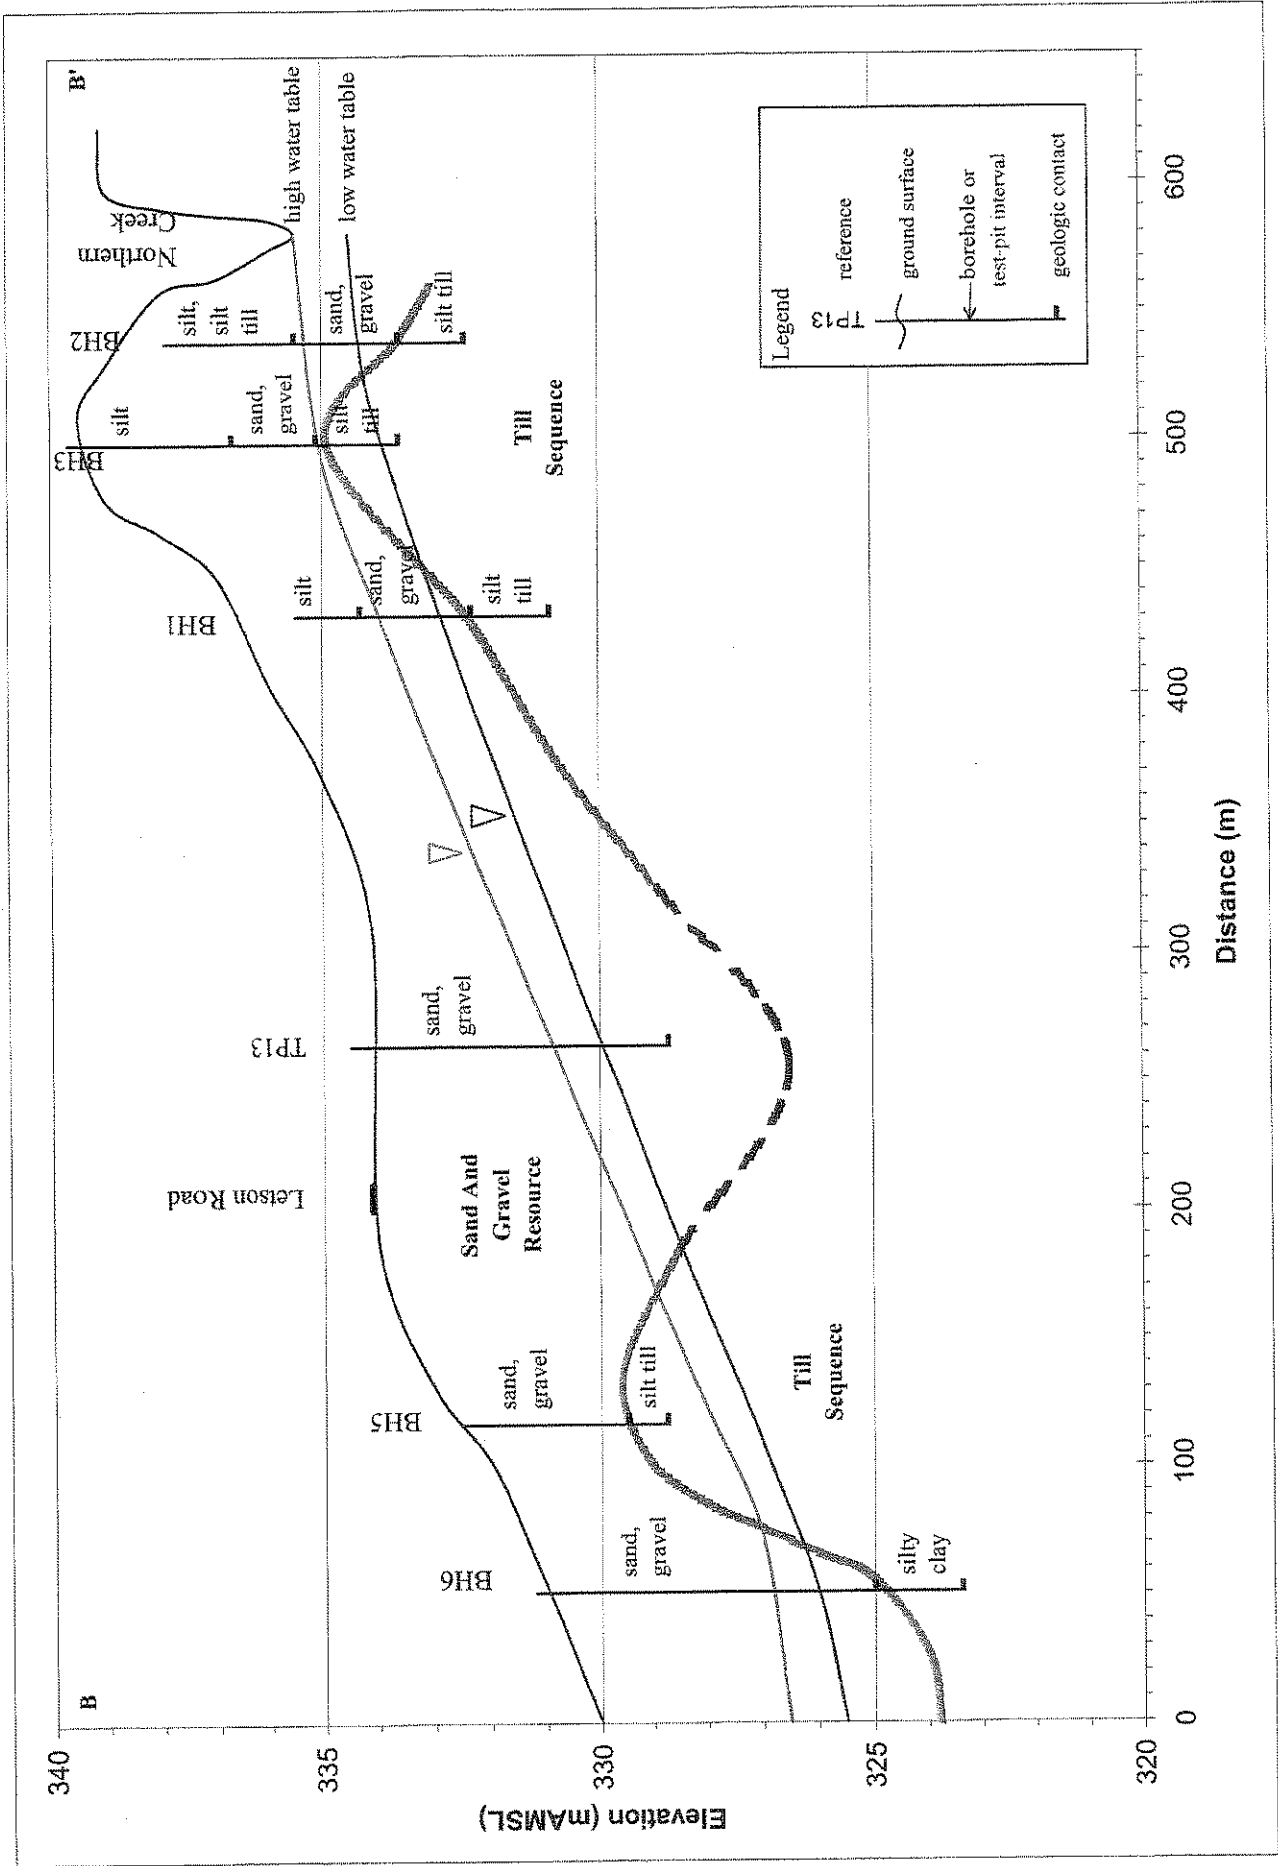 B
B'
BH6
BH5
Letson Road
TP13
BH1
BH3
BH2
Northern
Creek
high water table
low water table
sand,
gravel
silty
clay
sand,
gravel
silt till
Sand And
Gravel
Resource
sand,
gravel
silt
sand,
gravel
silt
till
silt
sand,
gravel
silt
till
silt,
silt
till
sand,
gravel
silt till
Till
Sequence
Till
Sequence
Legend
TP13
reference
ground surface
borehole or
test-pit interval
geologic contact
340
335
330
325
320
Elevation (mAMSL)
0
100
200
300
400
500
600
Distance (m)